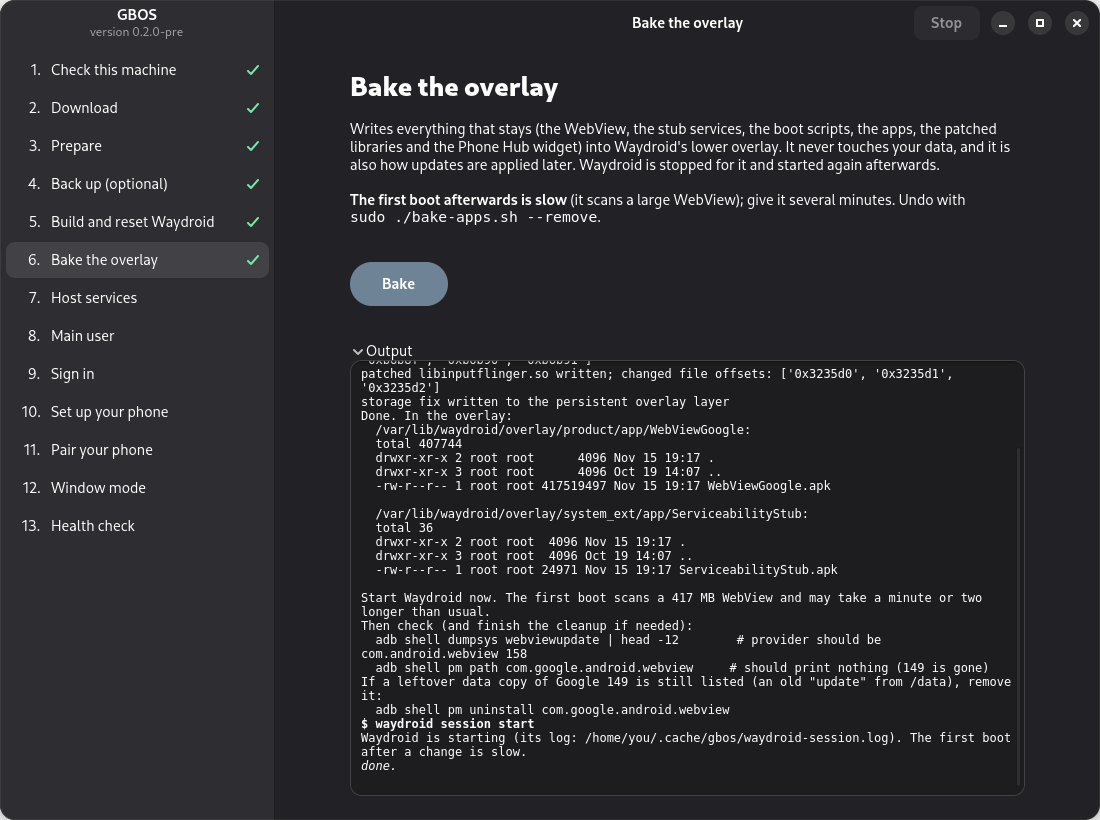 GBOS
version 0.2.0-pre
1. Check this machine
2. Download
3. Prepare
4. Back up (optional)
5. Build and reset Waydroid
6. Bake the overlay
7. Host services
8. Main user
9. Sign in
10. Set up your phone
11. Pair your phone
12. Window mode
13. Health check
Bake the overlay
Stop
Bake the overlay
Writes everything that stays (the WebView, the stub services, the boot scripts, the apps, the patched
libraries and the Phone Hub widget) into Waydroid's lower overlay. It never touches your data, and it is
also how updates are applied later. Waydroid is stopped for it and started again afterwards.
The first boot afterwards is slow (it scans a large WebView); give it several minutes. Undo with
sudo ./bake-apps.sh --remove.
Bake
Output
patched libinputflinger.so written; changed file offsets: ['0x3235d0', '0x3235d1',
'0x3235d2']
storage fix written to the persistent overlay layer
Done. In the overlay:
/var/lib/waydroid/overlay/product/app/WebViewGoogle:
total 407744
drwxr-xr-x 2 root root      4096 Nov 15 19:17 .
drwxr-xr-x 3 root root      4096 Oct 19 14:07 ..
-rw-r--r-- 1 root root 417519497 Nov 15 19:17 WebViewGoogle.apk
/var/lib/waydroid/overlay/system_ext/app/ServiceabilityStub:
total 36
drwxr-xr-x 2 root root  4096 Nov 15 19:17 .
drwxr-xr-x 3 root root  4096 Oct 19 14:07 ..
-rw-r--r-- 1 root root 24971 Nov 15 19:17 ServiceabilityStub.apk
Start Waydroid now. The first boot scans a 417 MB WebView and may take a minute or two
longer than usual.
Then check (and finish the cleanup if needed):
adb shell dumpsys webviewupdate | head -12        # provider should be
com.android.webview 158
adb shell pm path com.google.android.webview     # should print nothing (149 is gone)
If a leftover data copy of Google 149 is still listed (an old "update" from /data), remove
it:
adb shell pm uninstall com.google.android.webview
$ waydroid session start
Waydroid is starting (its log: /home/you/.cache/gbos/waydroid-session.log). The first boot
after a change is slow.
done.